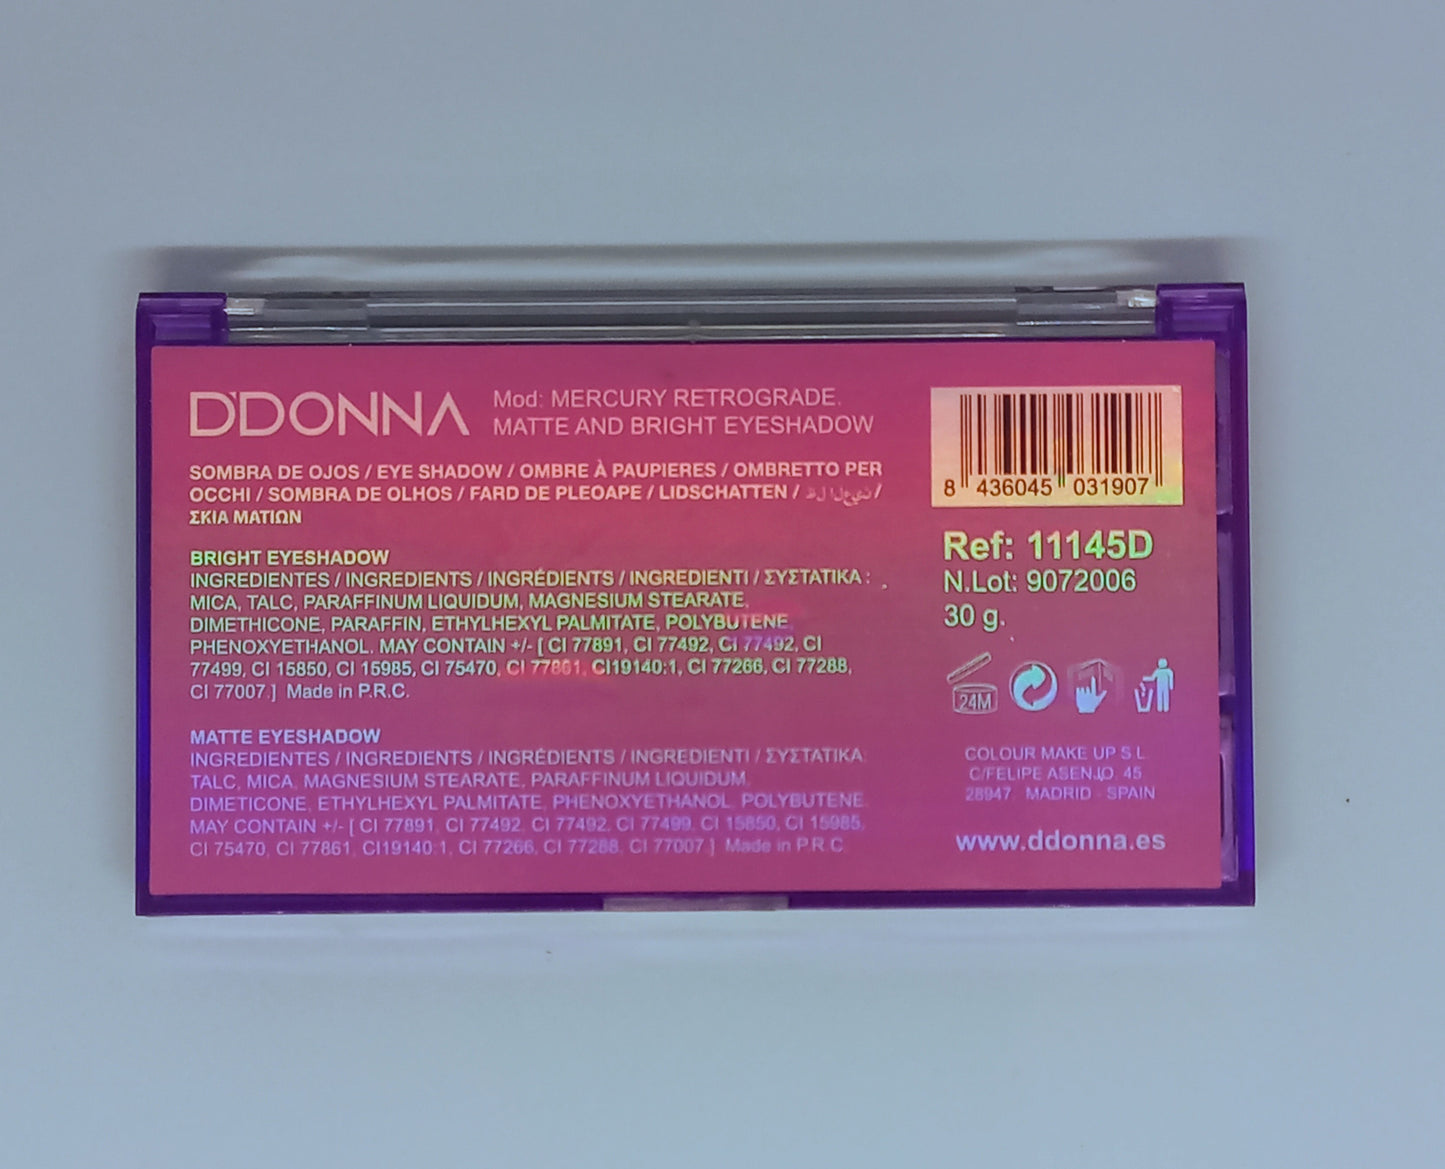 D'DONNA
Mod: MERCURY RETROGRADE.
MATTE AND BRIGHT EYESHADOW
SOMBRA DE OJOS / EYE SHADOW / OMBRE À PAUPIERES / OMBRETTO PER
OCCHI / SOMBRA DE OLHOS / FARD DE PLEOAPE / LIDSCHATTEN / /
ΣΚΙΑ ΜΑΤΙΩΝ
BRIGHT EYESHADOW
INGREDIENTES / INGREDIENTS / INGRÉDIENTS / INGREDIENTI / ΣΥΣΤΑΤΙΚΑ :
MICA, TALC, PARAFFINUM LIQUIDUM, MAGNESIUM STEARATE,
DIMETHICONE, PARAFFIN, ETHYLHEXYL PALMITATE, POLYBUTENE,
PHENOXYETHANOL. MAY CONTAIN +/- [ CI 77891, CI 77492, CI 77492, CI
77499, CI 15850, CI 15985, CI 75470, CI 77861, CI19140:1, CI 77266, CI 77288,
CI 77007 ] Made in P.R.C.
MATTE EYESHADOW
INGREDIENTES / INGREDIENTS / INGRÉDIENTS / INGREDIENTI / ΣΥΣΤΑΤΙΚΑ:
TALC, MICA, MAGNESIUM STEARATE, PARAFFINUM LIQUIDUM,
DIMETICONE, ETHYLHEXYL PALMITATE, PHENOXYETHANOL, POLYBUTENE.
MAY CONTAIN +/- [ CI 77891, CI 77492, CI 77492, CI 77499, CI 15850, CI 15985,
CI 75470, CI 77861, CI19140:1, CI 77266, CI 77288, CI 77007 ] Made in P.R.C.
8 436045 031907
Ref: 11145D
N.Lot: 9072006
30 g.
24M
COLOUR MAKE UP S.L.
C/FELIPE ASENJO, 45
28947. MADRID - SPAIN
www.ddonna.es